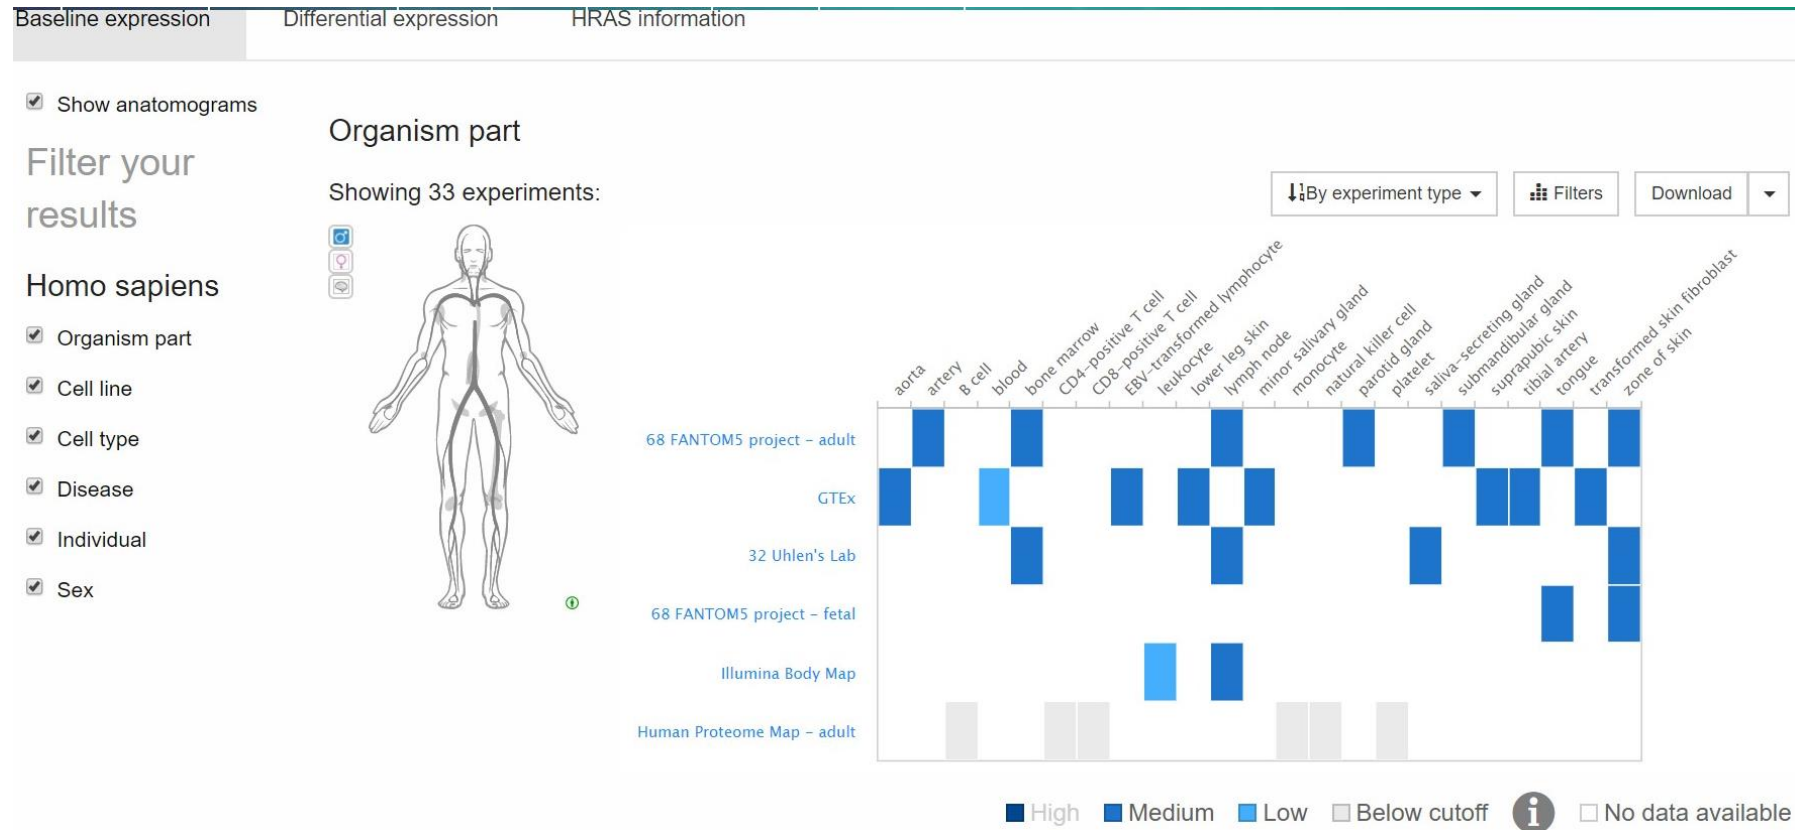 Baseline expression
Differential expression
HRAS information
Show anatomograms
Filter your
results
Homo sapiens
Organism part
Cell line
Cell type
Disease
Individual
Sex
Organism part
Showing 33 experiments:
By experiment type
Filters
Download
aorta
artery
B cell
blood
bone marrow
CD4-positive T cell
CD8-positive T cell
EBV-transformed lymphocyte
leukocyte
lower leg skin
lymph node
minor salivary gland
monocyte
natural killer cell
parotid gland
platelet
saliva-secreting gland
submandibular gland
suprapubic skin
tibial artery
tongue
transformed skin fibroblast
zone of skin
68 FANTOM5 project - adult
GTEx
32 Uhlen's Lab
68 FANTOM5 project - fetal
Illumina Body Map
Human Proteome Map - adult
High
Medium
Low
Below cutoff
i
No data available